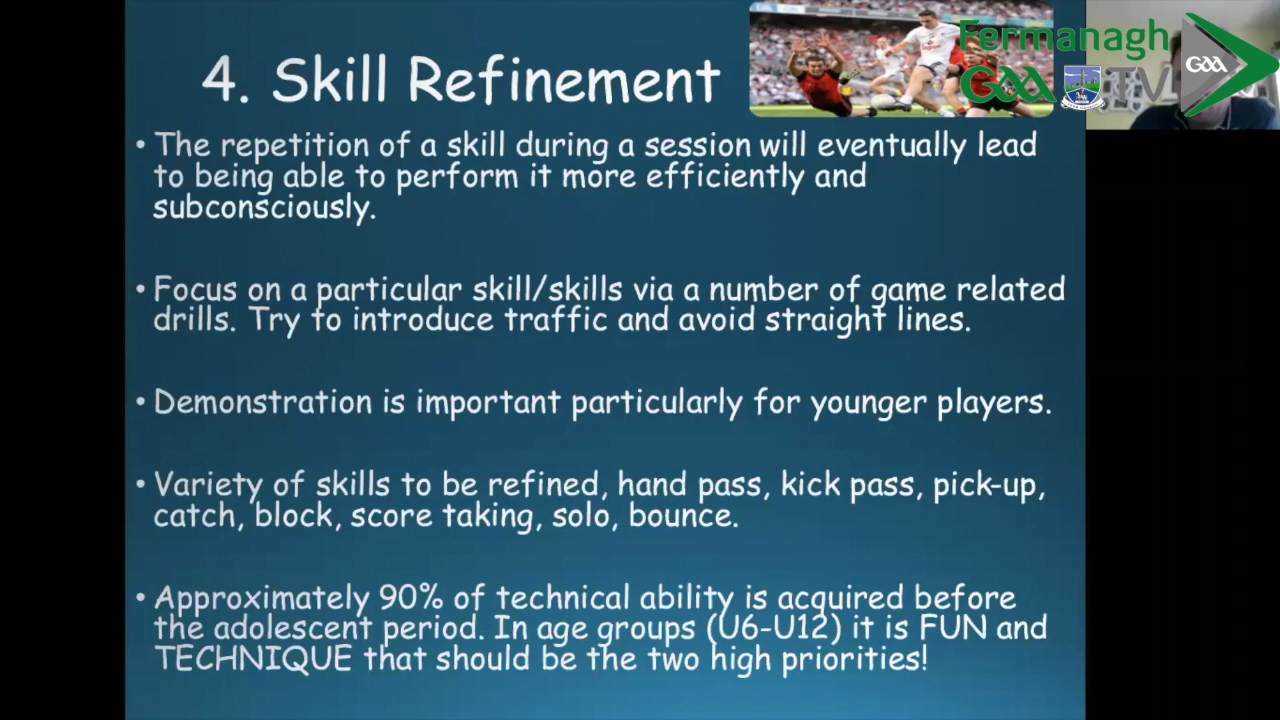 4. Skill Refinement
Fermanagh
GAA TV
GAA
• The repetition of a skill during a session will eventually lead
to being able to perform it more efficiently and
subconsciously.
• Focus on a particular skill/skills via a number of game related
drills. Try to introduce traffic and avoid straight lines.
• Demonstration is important particularly for younger players.
• Variety of skills to be refined, hand pass, kick pass, pick-up,
catch, block, score taking, solo, bounce.
• Approximately 90% of technical ability is acquired before
the adolescent period. In age groups (U6-U12) it is FUN and
TECHNIQUE that should be the two high priorities!